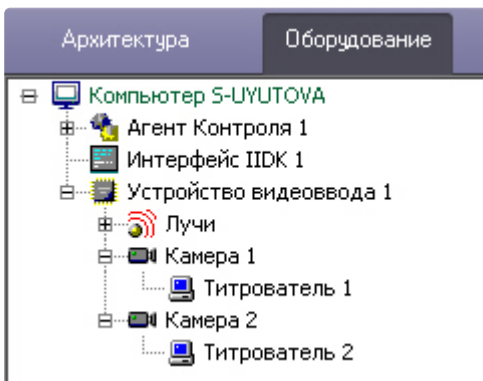 Архитектура Оборудование
Компьютер S-UYUTOVA
Агент Контроля 1
Интерфейс IIDK 1
Устройство видеоввода 1
Лучи
Камера 1
Титрователь 1
Камера 2
Титрователь 2